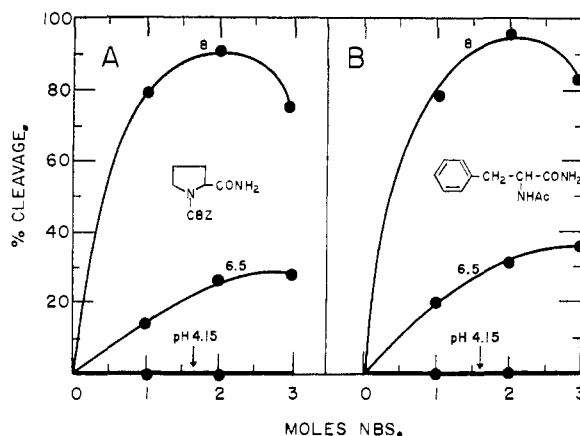 % CLEAVAGE.
100
80
60
40
20
A
8
N
CONH₂
CBZ
6.5
pH 4.15
0 1 2 3
B
8
CH₂-CH-CONH₂
NHAc
6.5
pH 4.15
0 1 2 3
MOLES NBS.